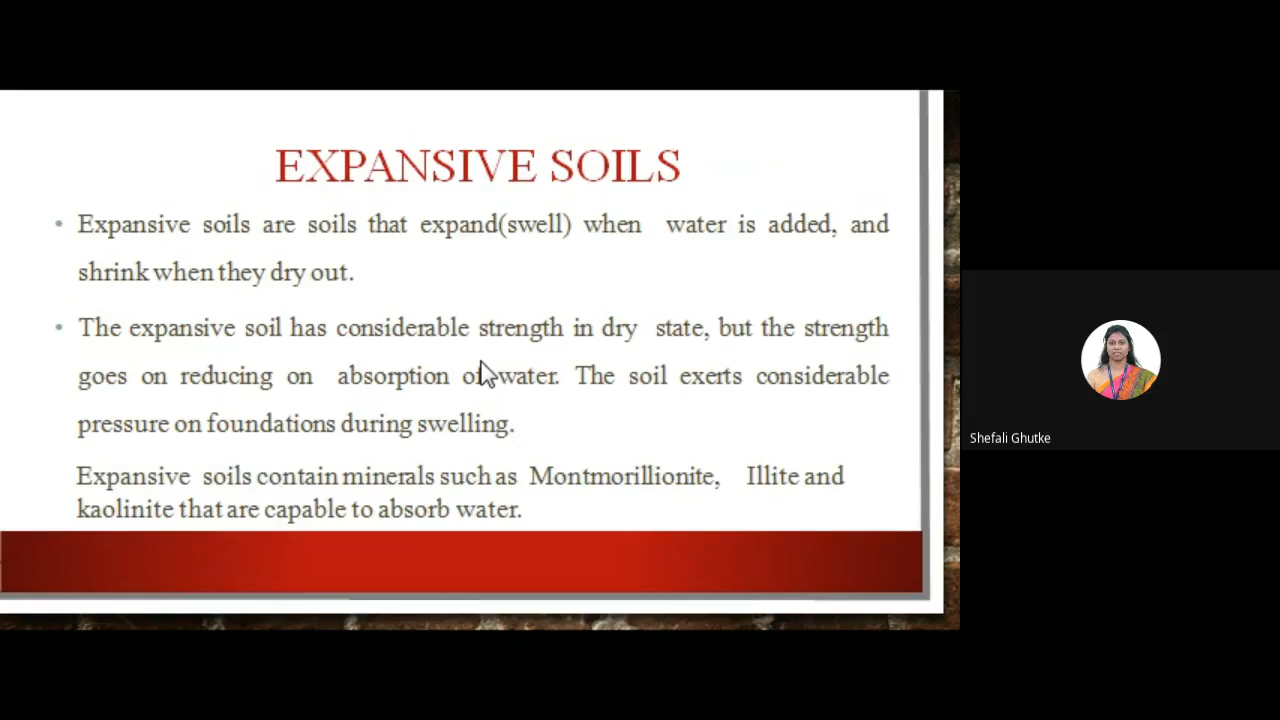 EXPANSIVE SOILS
• Expansive soils are soils that expand(swell) when water is added, and
shrink when they dry out.
• The expansive soil has considerable strength in dry state, but the strength
goes on reducing on absorption of water. The soil exerts considerable
pressure on foundations during swelling.
Expansive soils contain minerals such as Montmorillionite, Illite and
kaolinite that are capable to absorb water.
Shefali Ghutke